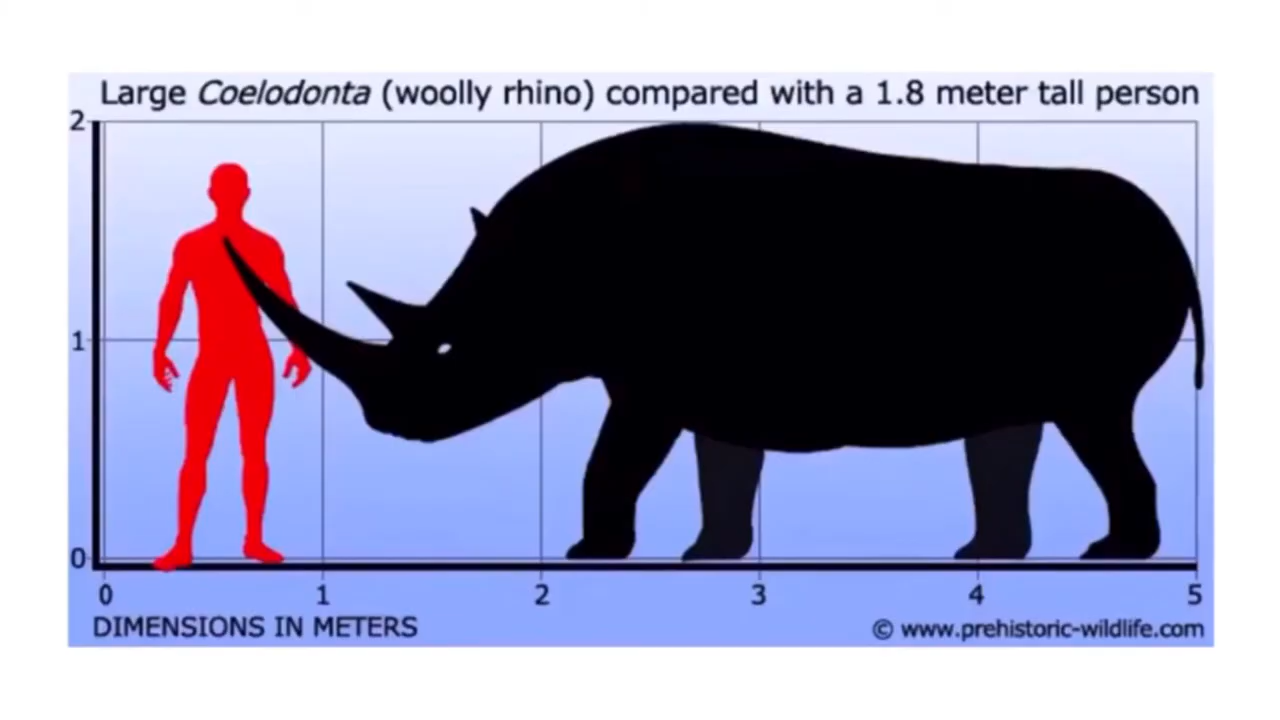 Large Coelodonta (woolly rhino) compared with a 1.8 meter tall person
2
1
0
0 1 2 3 4 5
DIMENSIONS IN METERS
© www.prehistoric-wildlife.com